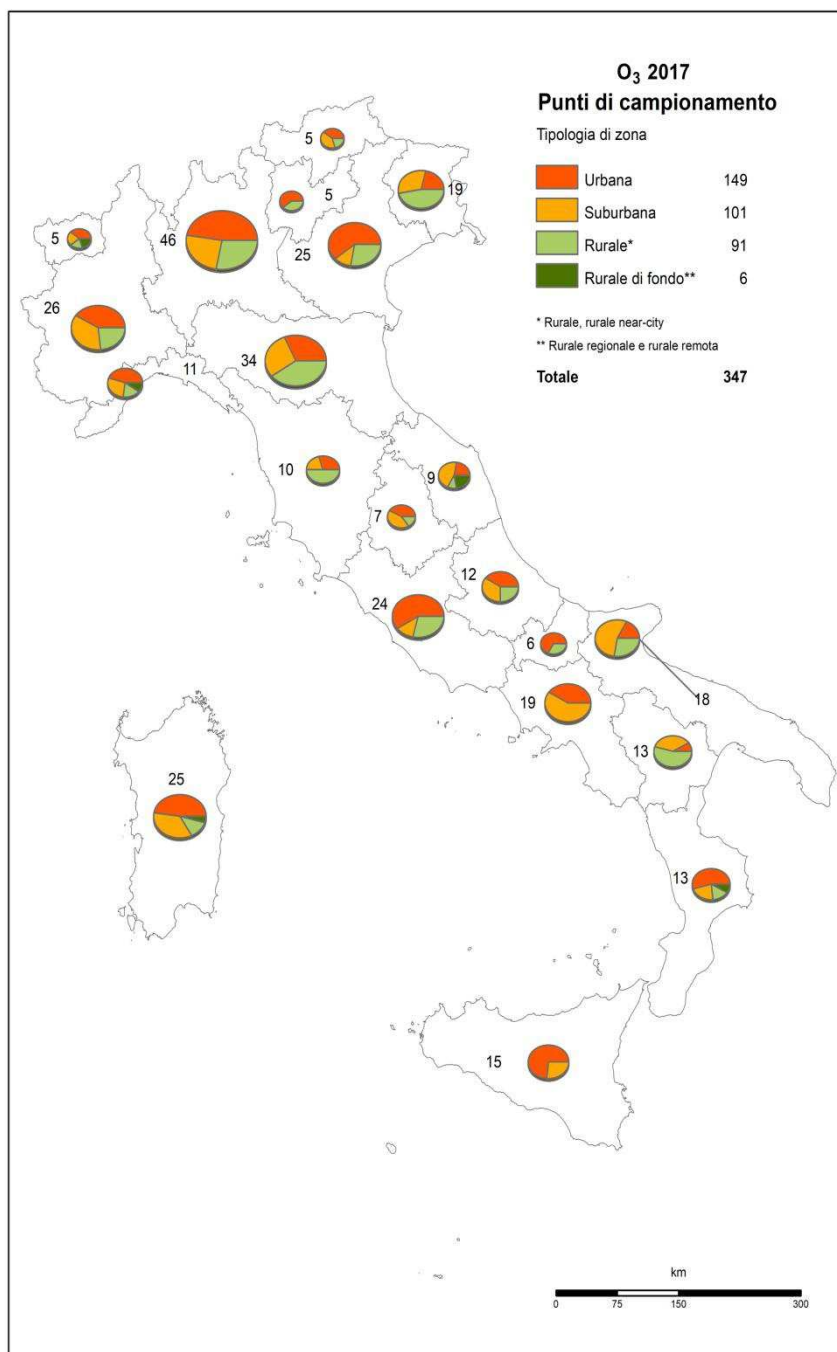 O₃ 2017
Punti di campionamento
Tipologia di zona
Urbana 149
Suburbana 101
Rurale* 91
Rurale di fondo** 6
* Rurale, rurale near-city
** Rurale regionale e rurale remota
Totale 347
5
5
19
5
46
25
26
34
11
10
9
7
12
24
6
18
19
13
25
13
15
km
0 75 150 300